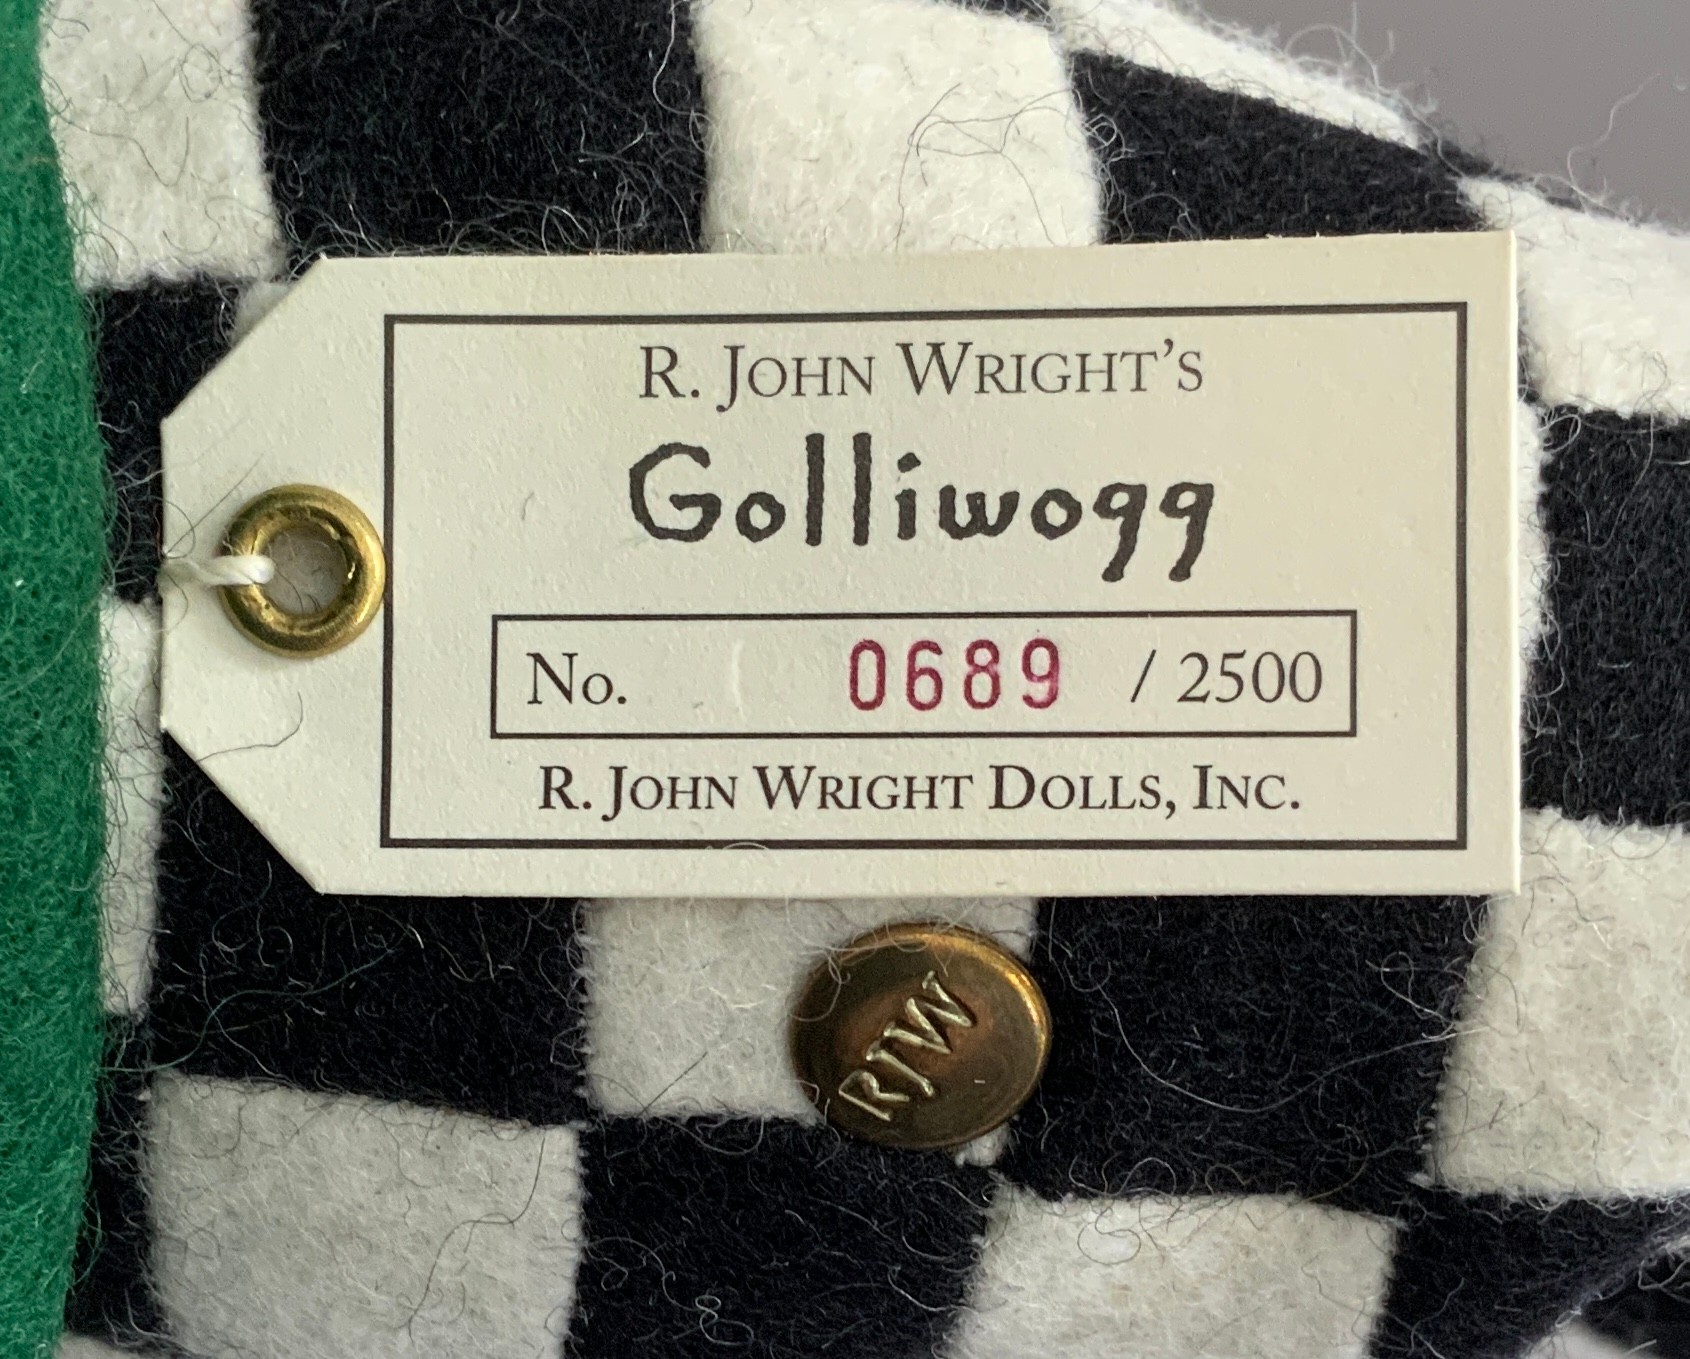 R. JOHN WRIGHT'S
Golliwogg
No. 0689 / 2500
R. JOHN WRIGHT DOLLS, INC.
RJW